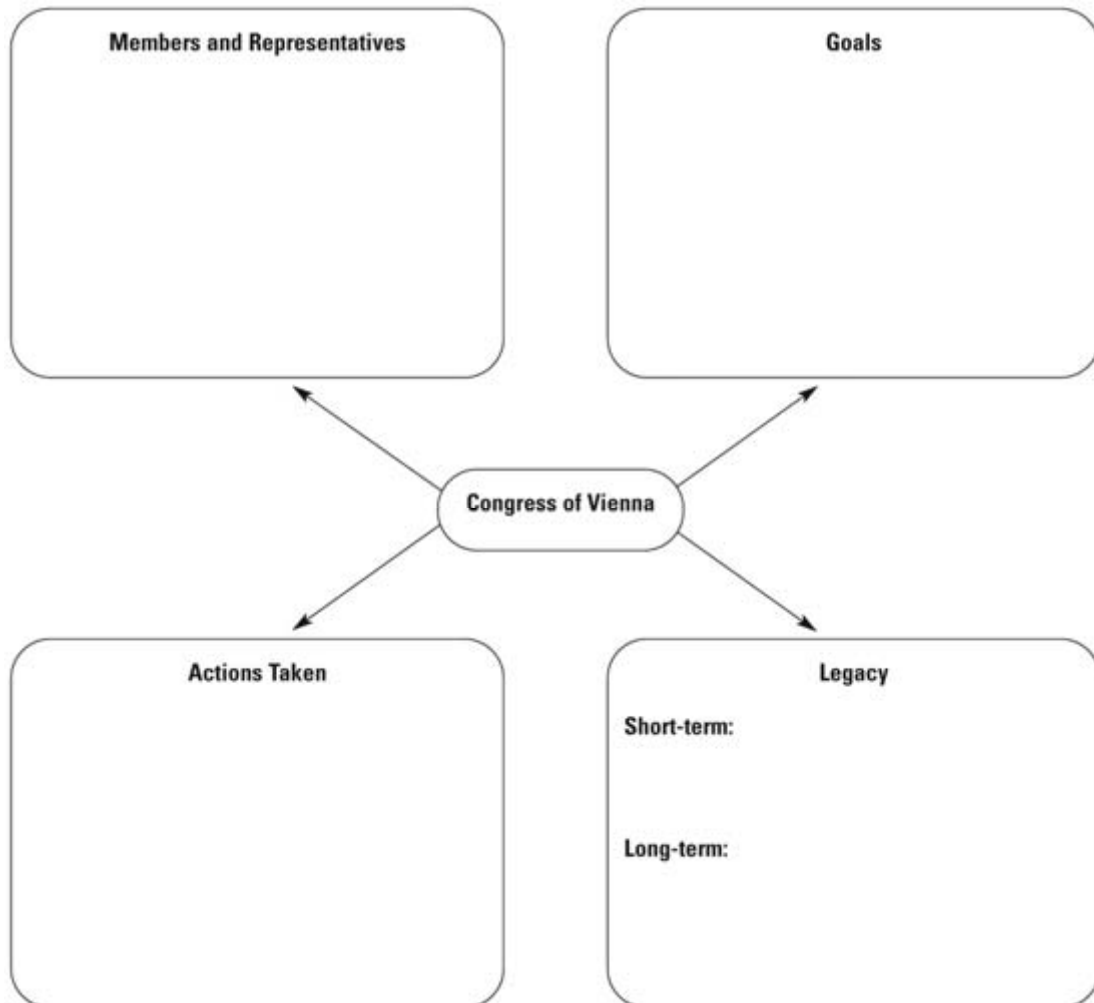 Members and Representatives
Goals
Congress of Vienna
Actions Taken
Legacy
Short-term:
Long-term: